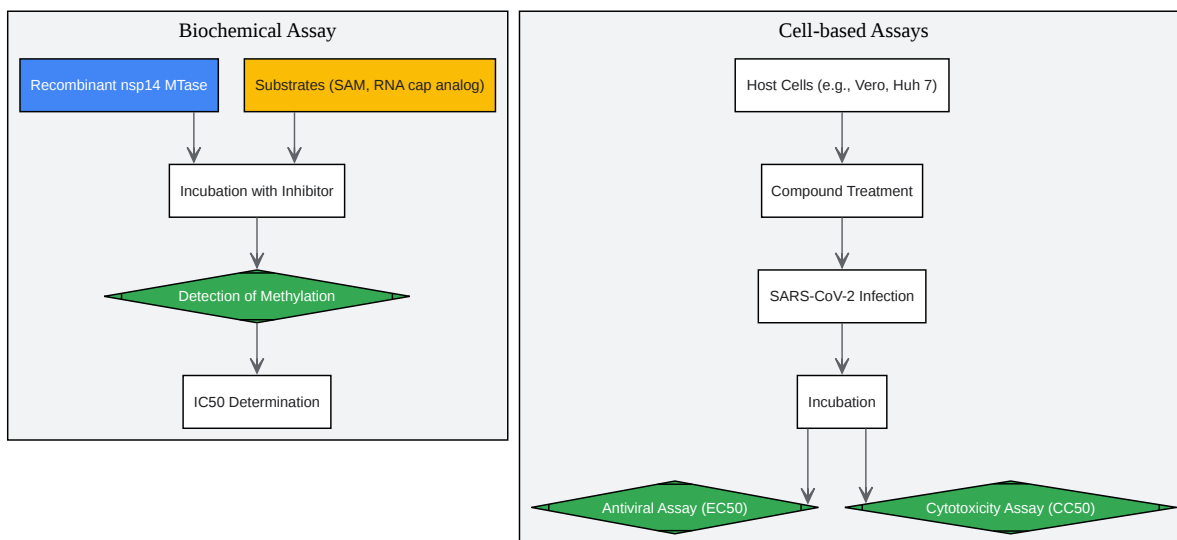 Biochemical Assay
Recombinant nsp14 MTase
Substrates (SAM, RNA cap analog)
Incubation with Inhibitor
Detection of Methylation
IC50 Determination
Cell-based Assays
Host Cells (e.g., Vero, Huh 7)
Compound Treatment
SARS-CoV-2 Infection
Incubation
Antiviral Assay (EC50)
Cytotoxicity Assay (CC50)